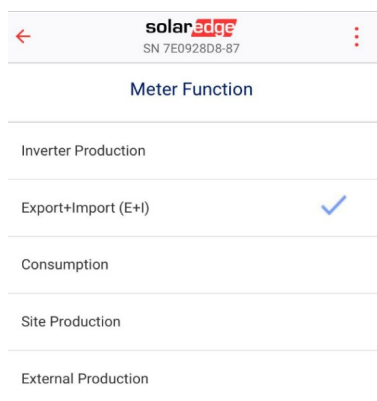 solaredge
SN 7E0928D8-87
Meter Function
Inverter Production
Export+Import (E+I)
Consumption
Site Production
External Production